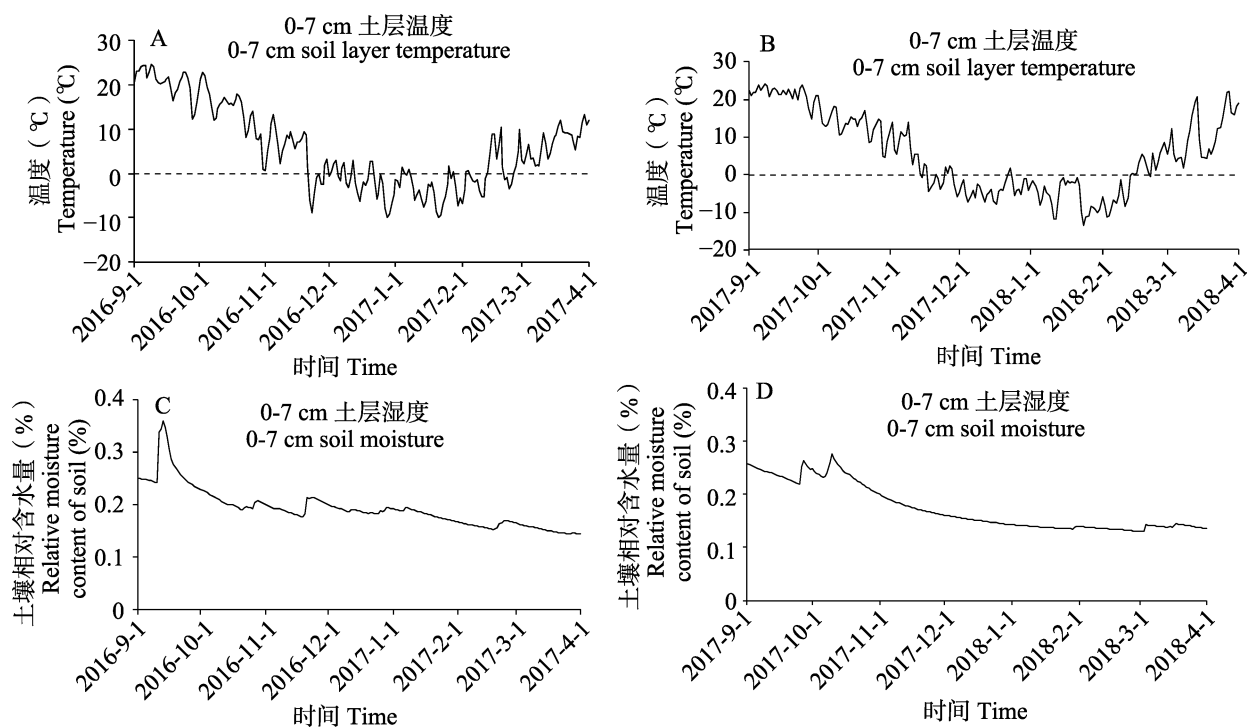 A
0-7 cm 土层温度
0-7 cm soil layer temperature
温度（℃）
Temperature (℃)
30
20
10
0
−10
−20
2016-9-1
2016-10-1
2016-11-1
2016-12-1
2017-1-1
2017-2-1
2017-3-1
2017-4-1
时间 Time
B
0-7 cm 土层温度
0-7 cm soil layer temperature
温度（℃）
Temperature (℃)
30
20
10
0
−10
−20
2017-9-1
2017-10-1
2017-11-1
2017-12-1
2018-1-1
2018-2-1
2018-3-1
2018-4-1
时间 Time
C
0-7 cm 土层湿度
0-7 cm soil moisture
土壤相对含水量（%）
Relative moisture
content of soil (%)
0.4
0.3
0.2
0.1
0
2016-9-1
2016-10-1
2016-11-1
2016-12-1
2017-1-1
2017-2-1
2017-3-1
2017-4-1
时间 Time
D
0-7 cm 土层湿度
0-7 cm soil moisture
土壤相对含水量（%）
Relative moisture
content of soil (%)
0.4
0.3
0.2
0.1
0
2017-9-1
2017-10-1
2017-11-1
2017-12-1
2018-1-1
2018-2-1
2018-3-1
2018-4-1
时间 Time